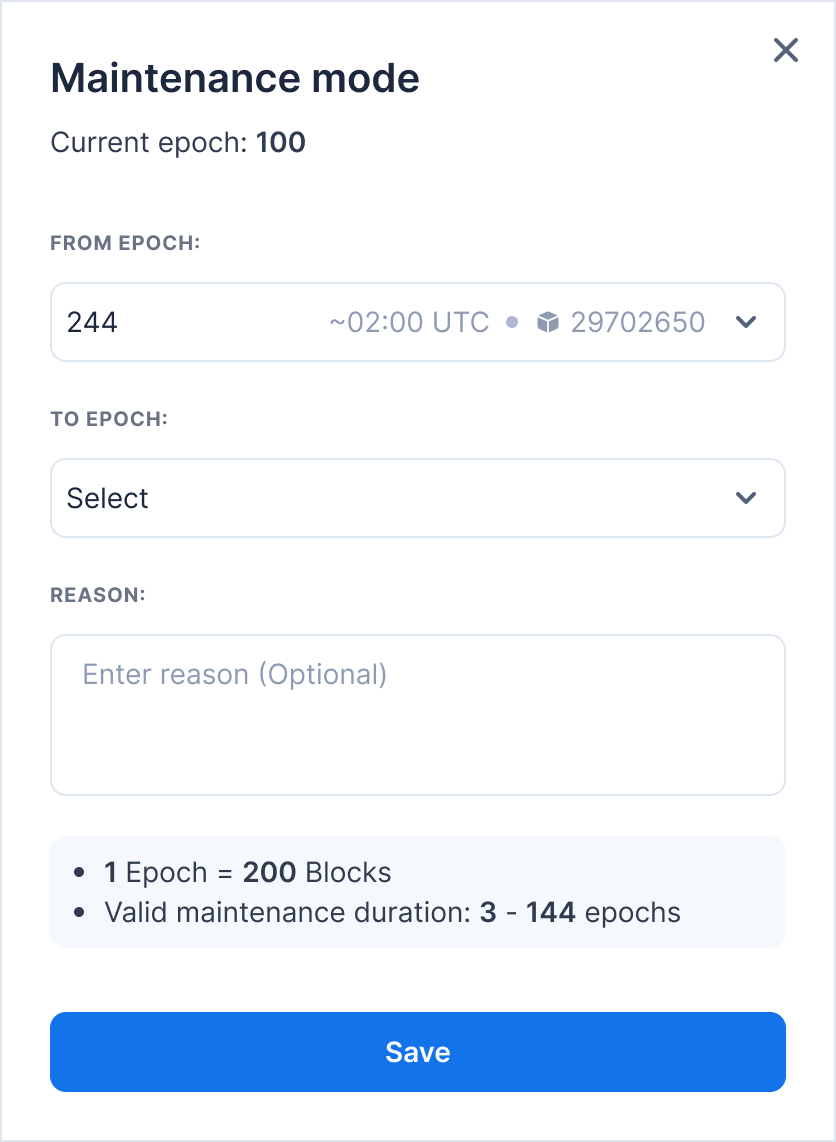 Maintenance mode
Current epoch: 100
FROM EPOCH:
244 ~02:00 UTC • 29702650
TO EPOCH:
Select
REASON:
Enter reason (Optional)
• 1 Epoch = 200 Blocks
• Valid maintenance duration: 3 - 144 epochs
Save